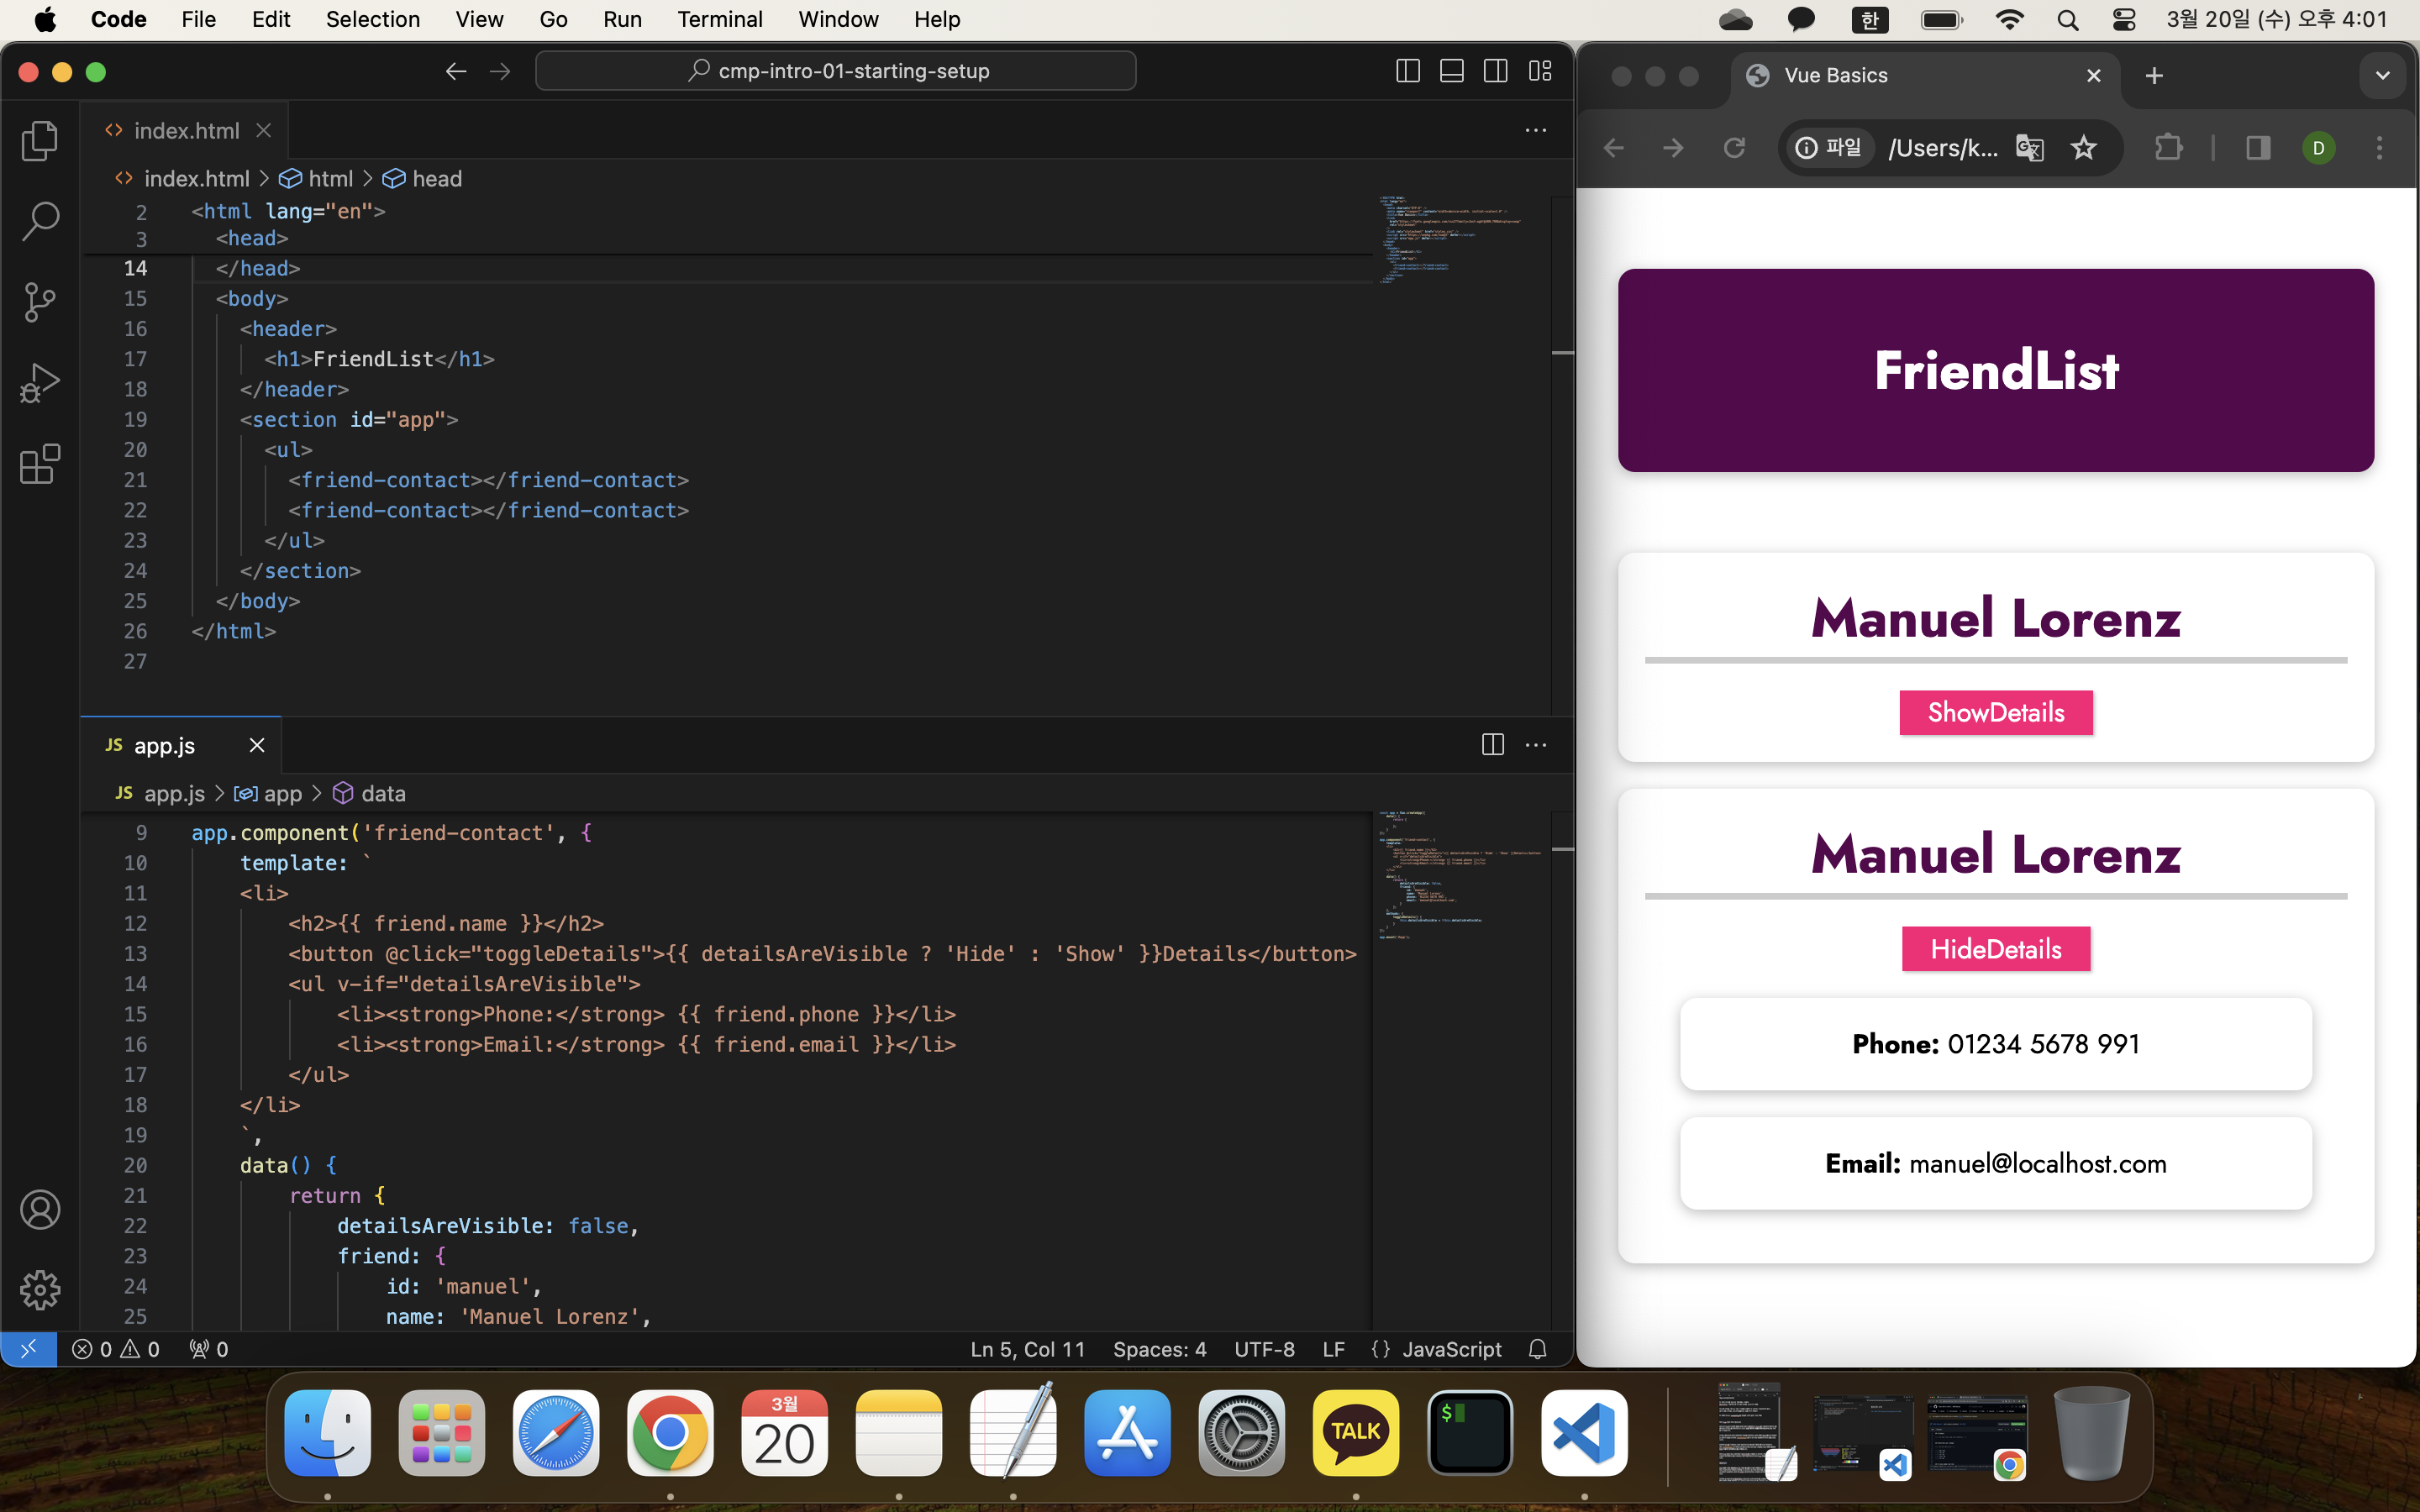 Code File Edit Selection View Go Run Terminal Window Help 한 3월 20일 (수) 오후 4:01
cmp-intro-01-starting-setup
index.html
index.html > html > head
2 <html lang="en">
3 <head>
14 </head>
15 <body>
16 <header>
17 <h1>FriendList</h1>
18 </header>
19 <section id="app">
20 <ul>
21 <friend-contact></friend-contact>
22 <friend-contact></friend-contact>
23 </ul>
24 </section>
25 </body>
26 </html>
27
JS app.js
JS app.js > app > data
9 app.component('friend-contact', {
10 template: `
11 <li>
12 <h2>{{ friend.name }}</h2>
13 <button @click="toggleDetails">{{ detailsAreVisible ? 'Hide' : 'Show' }}Details</button>
14 <ul v-if="detailsAreVisible">
15 <li><strong>Phone:</strong> {{ friend.phone }}</li>
16 <li><strong>Email:</strong> {{ friend.email }}</li>
17 </ul>
18 </li>
19 `,
20 data() {
21 return {
22 detailsAreVisible: false,
23 friend: {
24 id: 'manuel',
25 name: 'Manuel Lorenz',
0 0 0 Ln 5, Col 11 Spaces: 4 UTF-8 LF {} JavaScript
Vue Basics
파일 /Users/k... D
FriendList
Manuel Lorenz
ShowDetails
Manuel Lorenz
HideDetails
Phone: 01234 5678 991
Email: manuel@localhost.com
3월
20
TALK
$